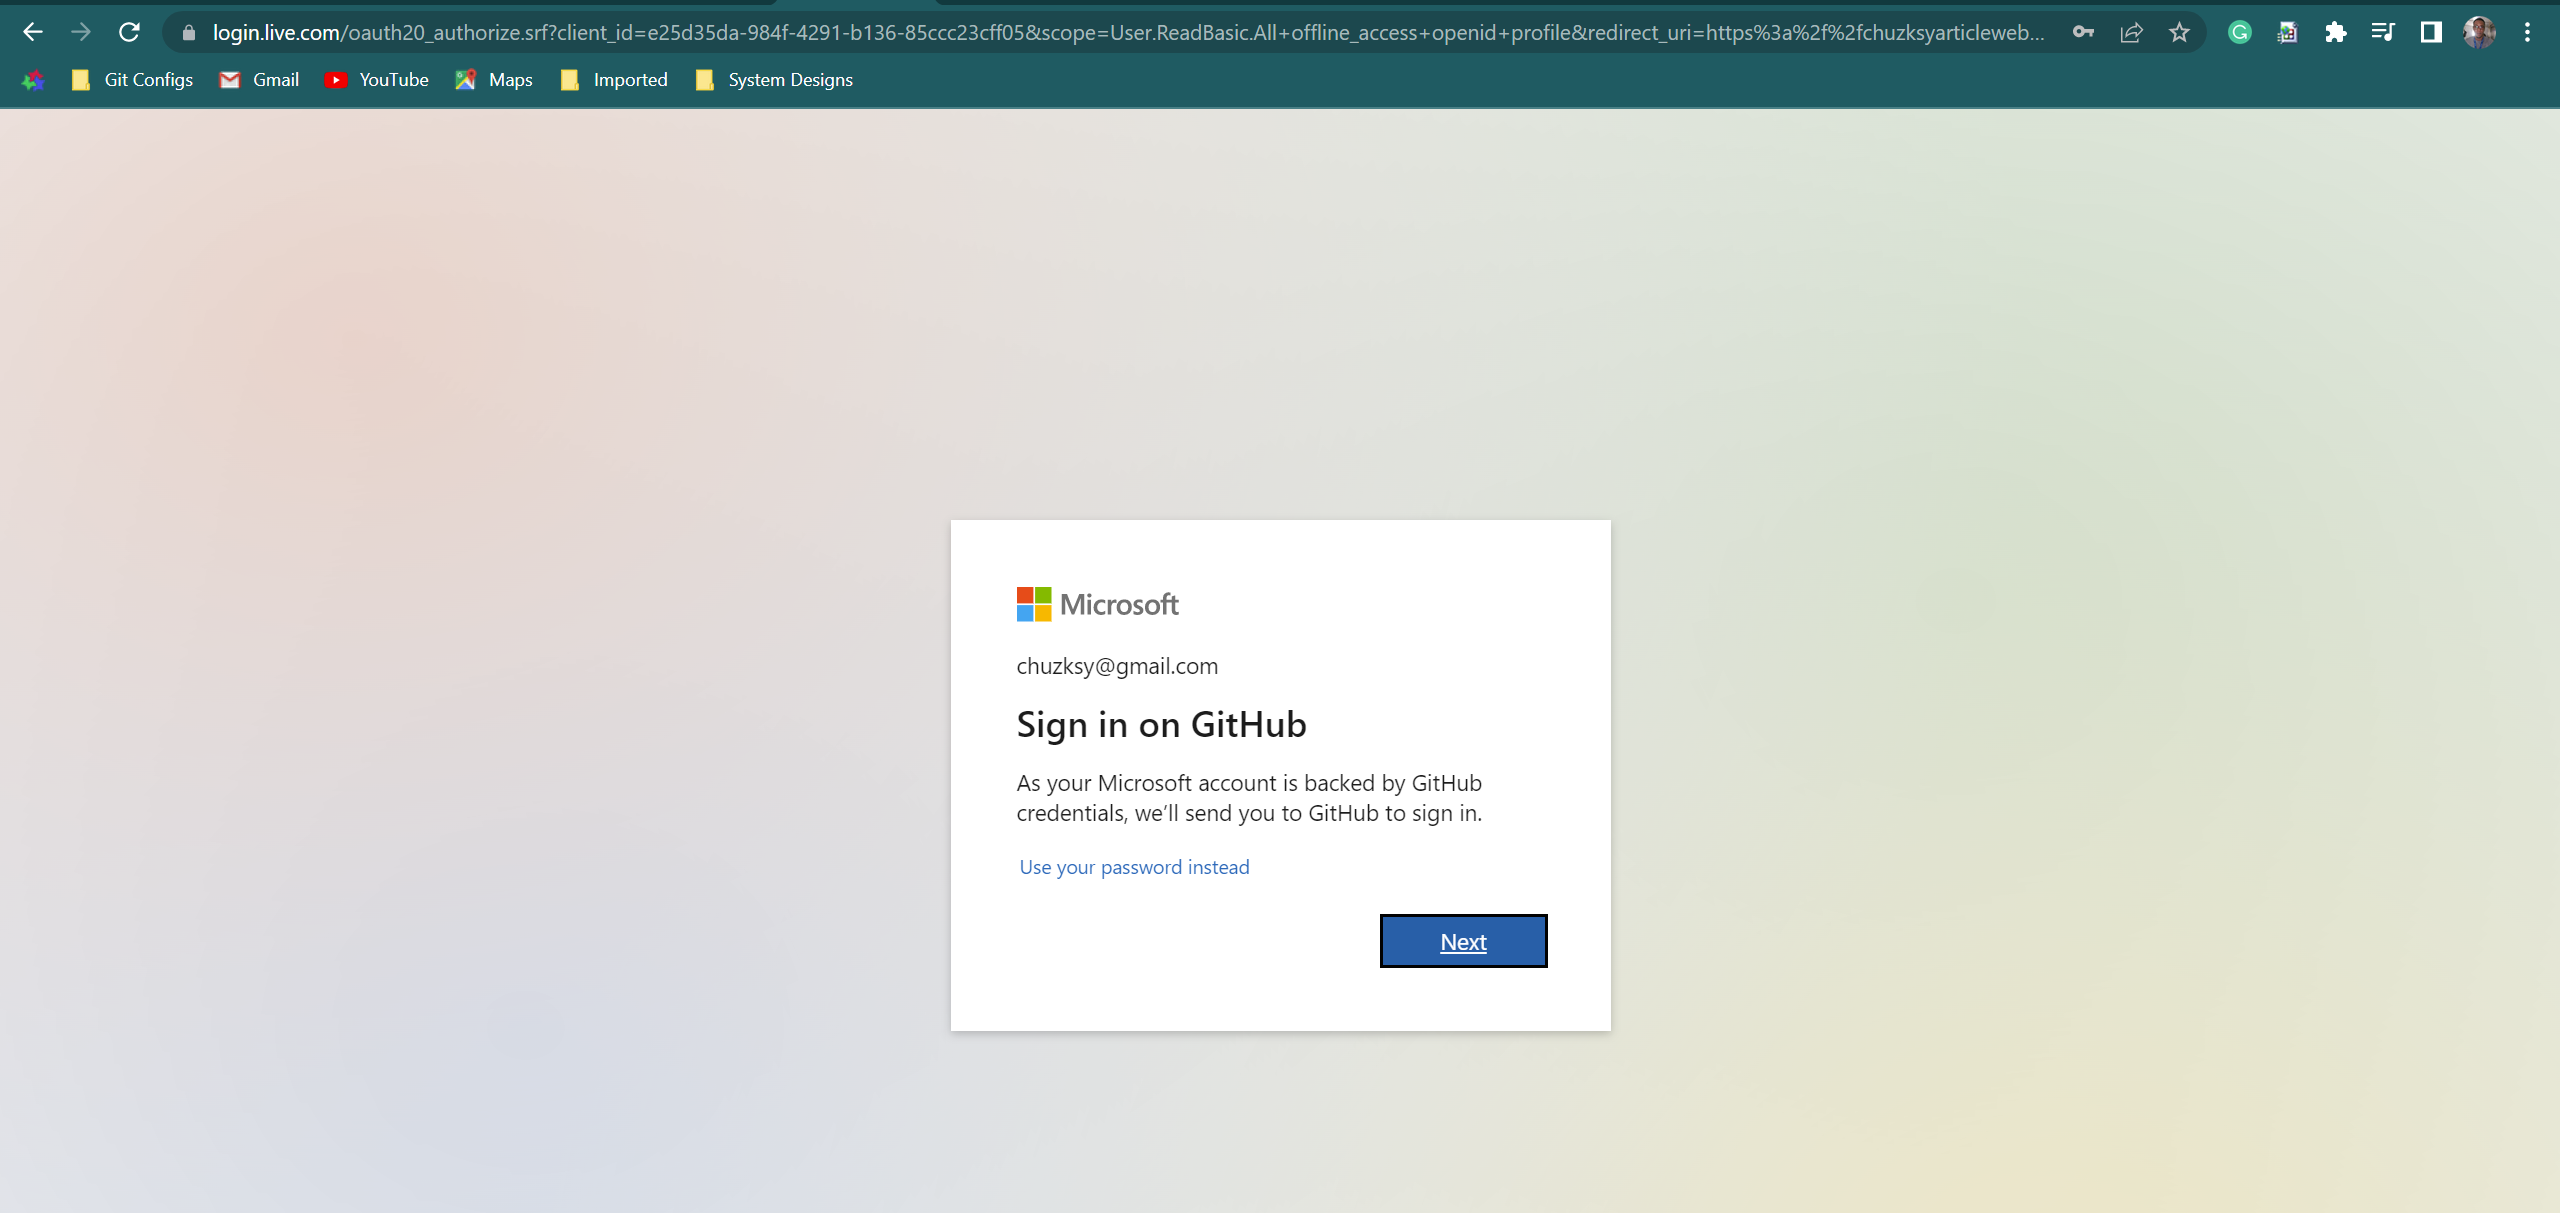 login.live.com/oauth20_authorize.srf?client_id=e25d35da-984f-4291-b136-85ccc23cff05&scope=User.ReadBasic.All+offline_access+openid+profile&redirect_uri=https%3a%2f%2fchuzksyarticleweb...
Git Configs Gmail YouTube Maps Imported System Designs
Microsoft
chuzksy@gmail.com
Sign in on GitHub
As your Microsoft account is backed by GitHub
credentials, we’ll send you to GitHub to sign in.
Use your password instead
Next